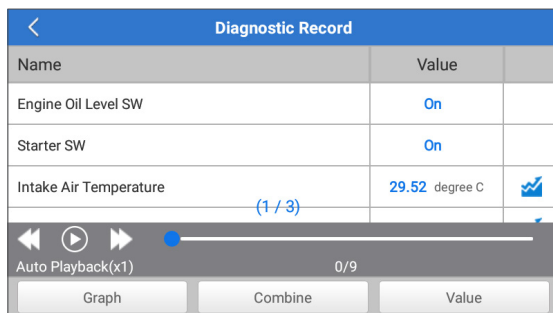 Diagnostic Record
Name Value
Engine Oil Level SW On
Starter SW On
Intake Air Temperature 29.52 degree C
(1 / 3)
Auto Playback(x1) 0/9
Graph Combine Value